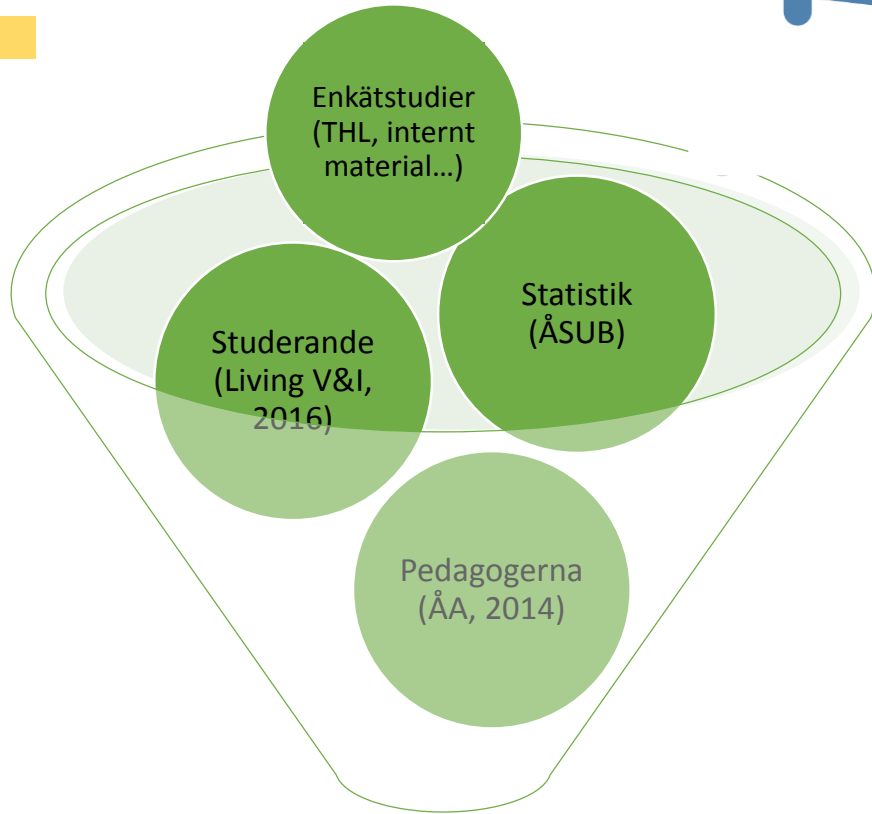 Enkätstudier
(THL, internt
material...)
Statistik
(ÅSUB)
Studerande
(Living V&I,
2016)
Pedagogerna
(ÅA, 2014)